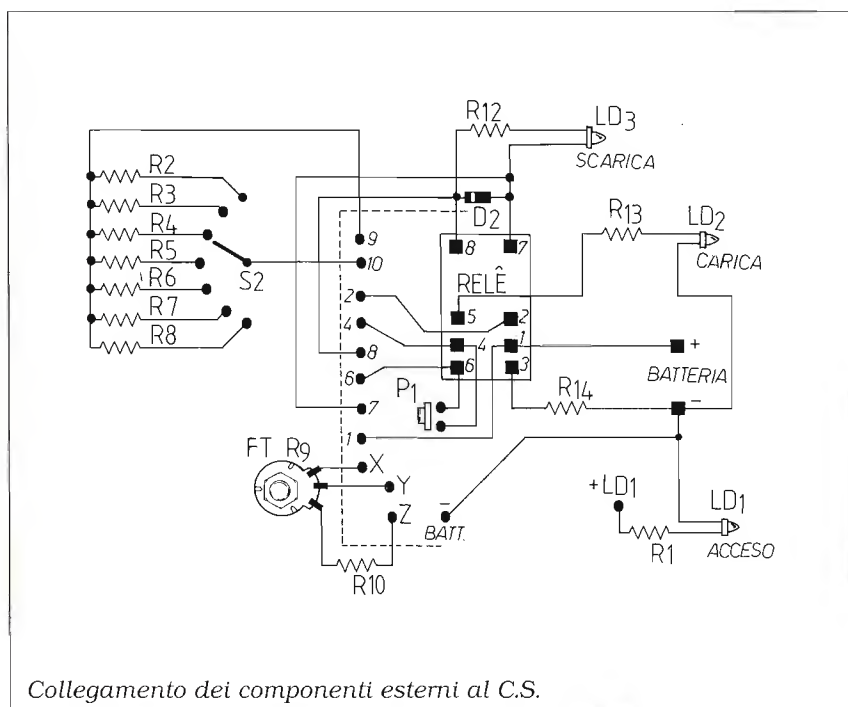 R12
LD3
SCARICA
R2
R3
R4
R5
R6
R7
R8
S2
D2
9
10
2
4
8
6
7
1
X
Y
Z
8
7
RELÊ
5
2
4
1
6
3
R13
LD2
CARICA
+
BATTERIA
-
R14
P1
FT R9
R10
-
BATT.
+LD1
LD1
R1
ACCESO
Collegamento dei componenti esterni al C.S.